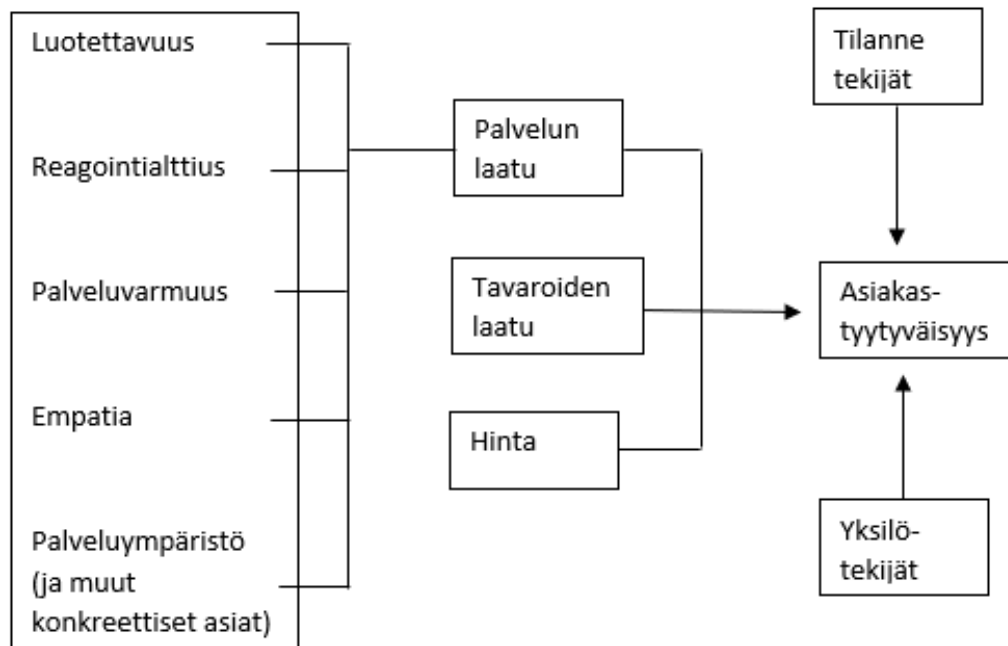 Luotettavuus
Reagointialttius
Palveluvarmuus
Empatia
Palveluympäristö
(ja muut
konkreettiset asiat)
Palvelun
laatu
Tavaroiden
laatu
Hinta
Tilanne
tekijät
Asiakas-
tyytyväisyys
Yksilö-
tekijät